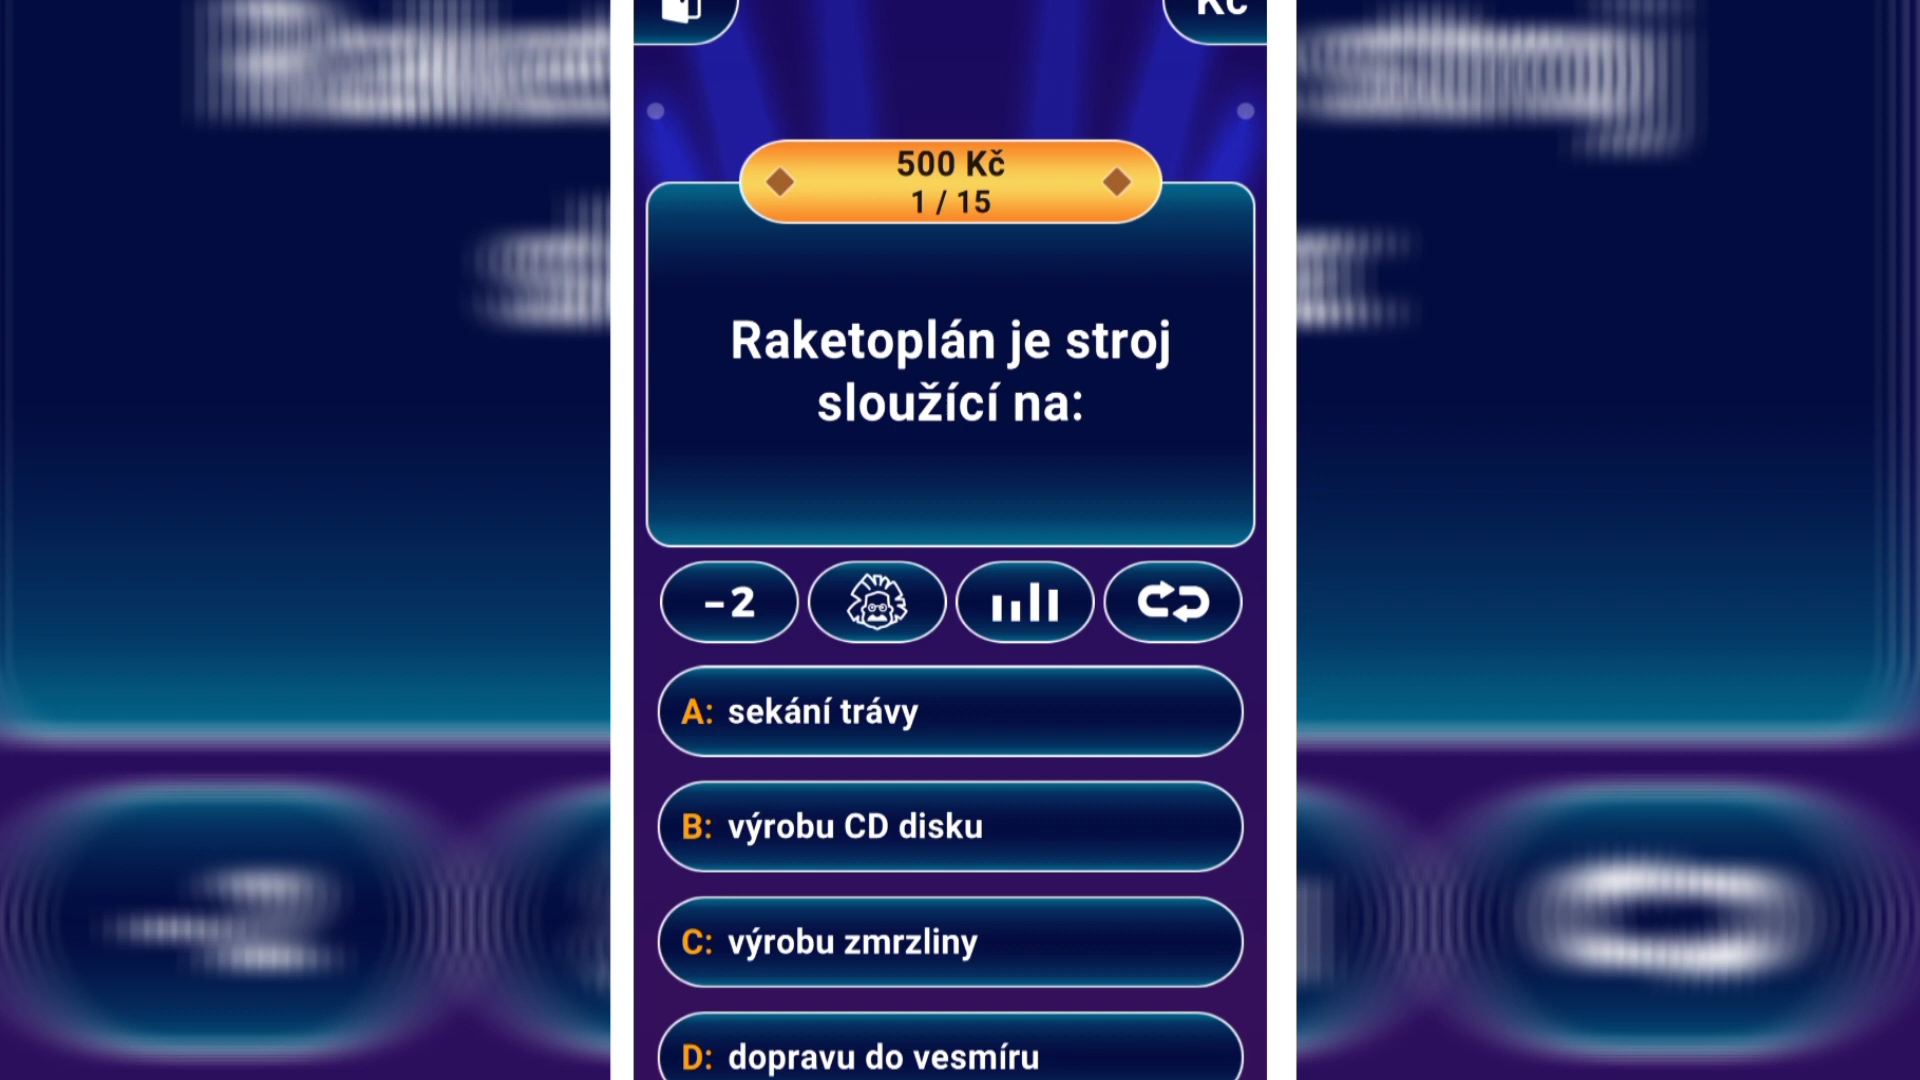 Kč
500 Kč
1 / 15
Raketoplán je stroj
sloužící na:
-2
A: sekání trávy
B: výrobu CD disku
C: výrobu zmrzliny
D: dopravu do vesmíru